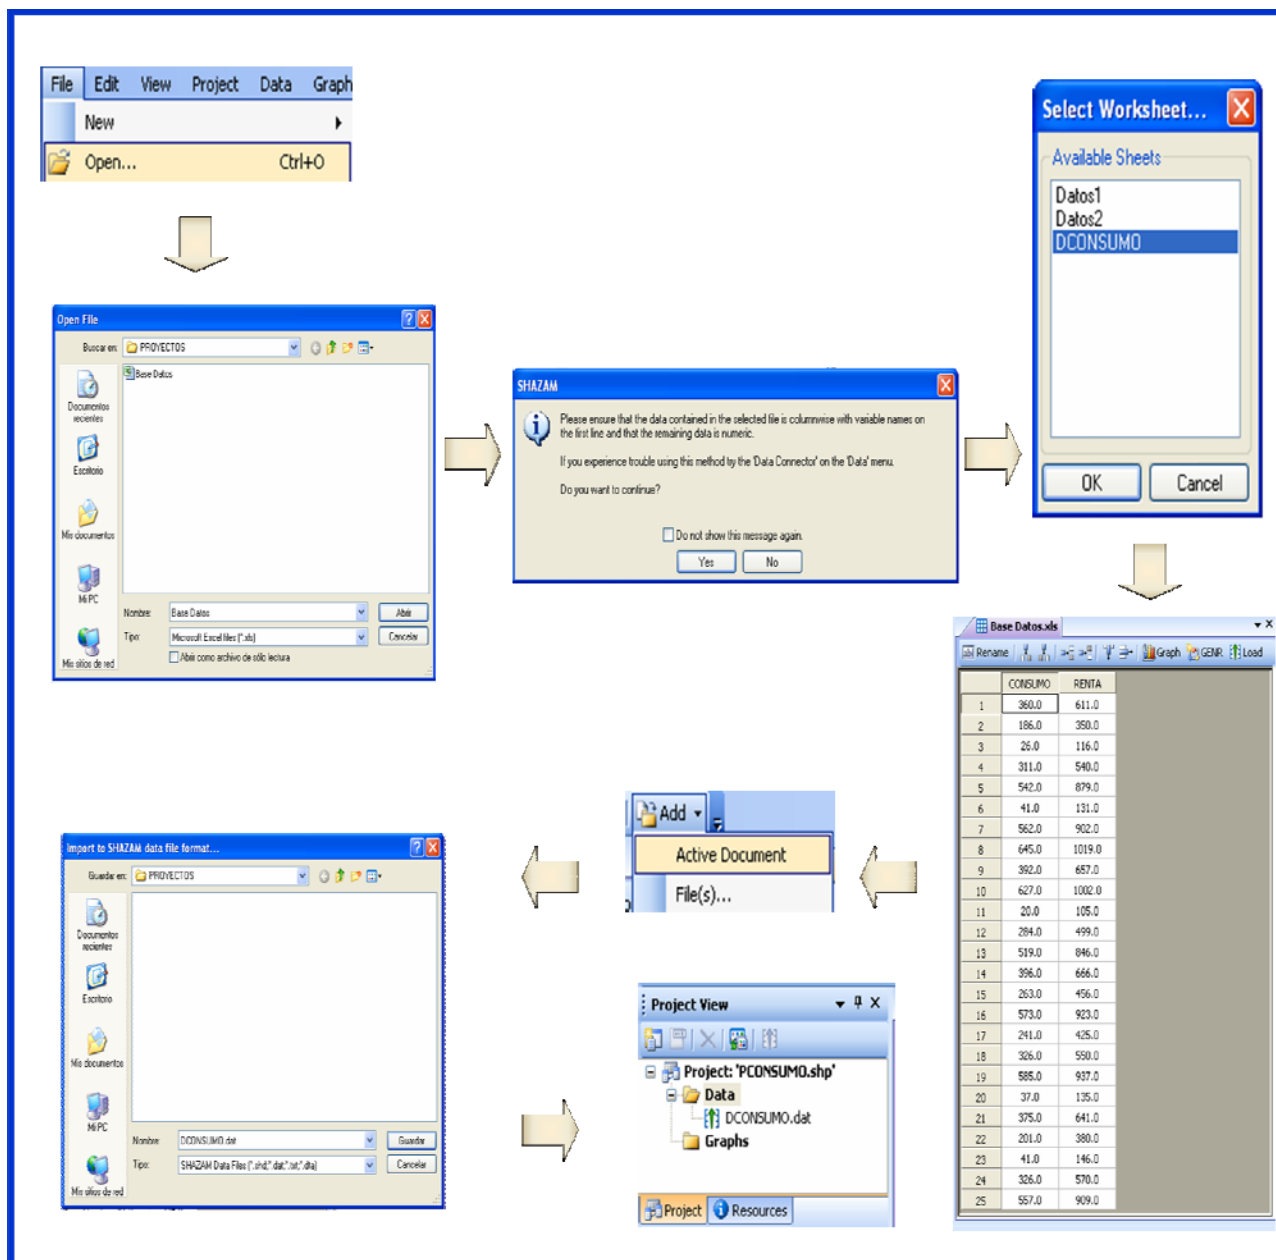 File Edit View Project Data Graph
New
Open... Ctrl+O
Open File
Buscar en: PROYECTOS
Base Datos
Documentos
recientes
Escritorio
Mis documentos
Mi PC
Mis sitios de red
Nombre: Base Datos Abrir
Tipo: Microsoft Excel files (*.xls) Cancelar
Abrir como archivo de sólo lectura
SHAZAM
Please ensure that the data contained in the selected file is columnwise with variable names on
the first line and that the remaining data is numeric.
If you experience trouble using this method try the 'Data Connector' on the 'Data' menu.
Do you want to continue?
Do not show this message again.
Yes No
Select Worksheet...
Available Sheets
Datos1
Datos2
DCONSUMO
OK Cancel
Base Datos.xls
Rename Graph GENR Load
CONSUMO RENTA
1 360.0 611.0
2 186.0 350.0
3 26.0 116.0
4 311.0 540.0
5 542.0 879.0
6 41.0 131.0
7 562.0 902.0
8 645.0 1019.0
9 392.0 657.0
10 627.0 1002.0
11 20.0 105.0
12 284.0 499.0
13 519.0 846.0
14 396.0 666.0
15 263.0 456.0
16 573.0 923.0
17 241.0 425.0
18 326.0 550.0
19 585.0 937.0
20 37.0 135.0
21 375.0 641.0
22 201.0 380.0
23 41.0 146.0
24 326.0 570.0
25 557.0 909.0
Add
Active Document
File(s)...
Import to SHAZAM data file format...
Guardar en: PROYECTOS
Documentos
recientes
Escritorio
Mis documentos
Mi PC
Mis sitios de red
Nombre: DCONSUMO.dat Guardar
Tipo: SHAZAM Data Files (*.shd;*.dat;*.txt;*.dta) Cancelar
Project View
Project: 'PCONSUMO.shp'
Data
DCONSUMO.dat
Graphs
Project Resources